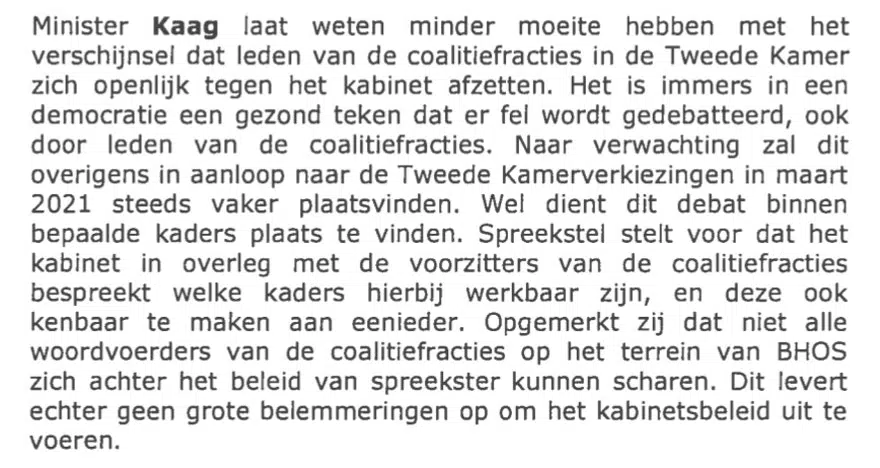 Minister Kaag laat weten minder moeite hebben met het
verschijnsel dat leden van de coalitiefracties in de Tweede Kamer
zich openlijk tegen het kabinet afzetten. Het is immers in een
democratie een gezond teken dat er fel wordt gedebatteerd, ook
door leden van de coalitiefracties. Naar verwachting zal dit
overigens in aanloop naar de Tweede Kamerverkiezingen in maart
2021 steeds vaker plaatsvinden. Wel dient dit debat binnen
bepaalde kaders plaats te vinden. Spreekstel stelt voor dat het
kabinet in overleg met de voorzitters van de coalitiefracties
bespreekt welke kaders hierbij werkbaar zijn, en deze ook
kenbaar te maken aan eenieder. Opgemerkt zij dat niet alle
woordvoerders van de coalitiefracties op het terrein van BHOS
zich achter het beleid van spreekster kunnen scharen. Dit levert
echter geen grote belemmeringen op om het kabinetsbeleid uit te
voeren.